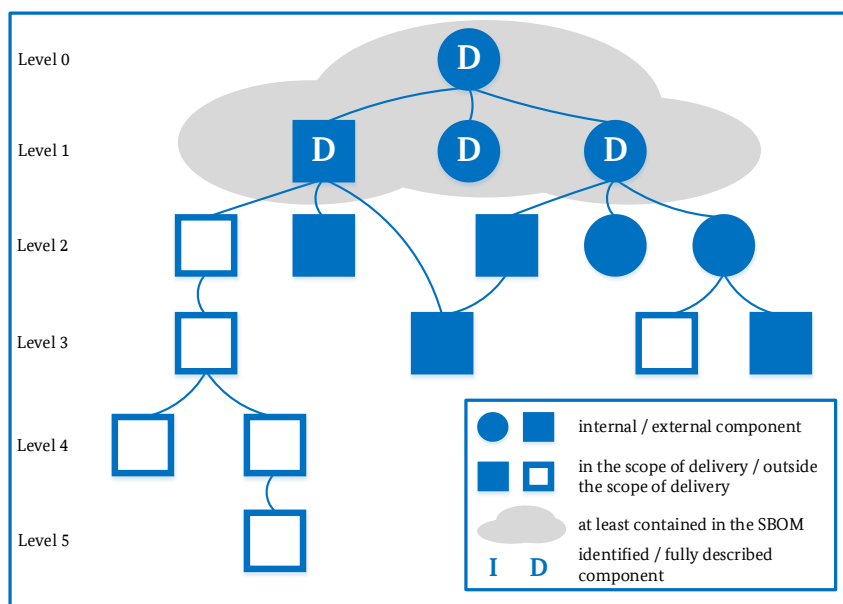 Level 0
D
Level 1
D
D
D
Level 2
Level 3
Level 4
Level 5
internal / external component
in the scope of delivery / outside
the scope of delivery
at least contained in the SBOM
I D
identified / fully described
component